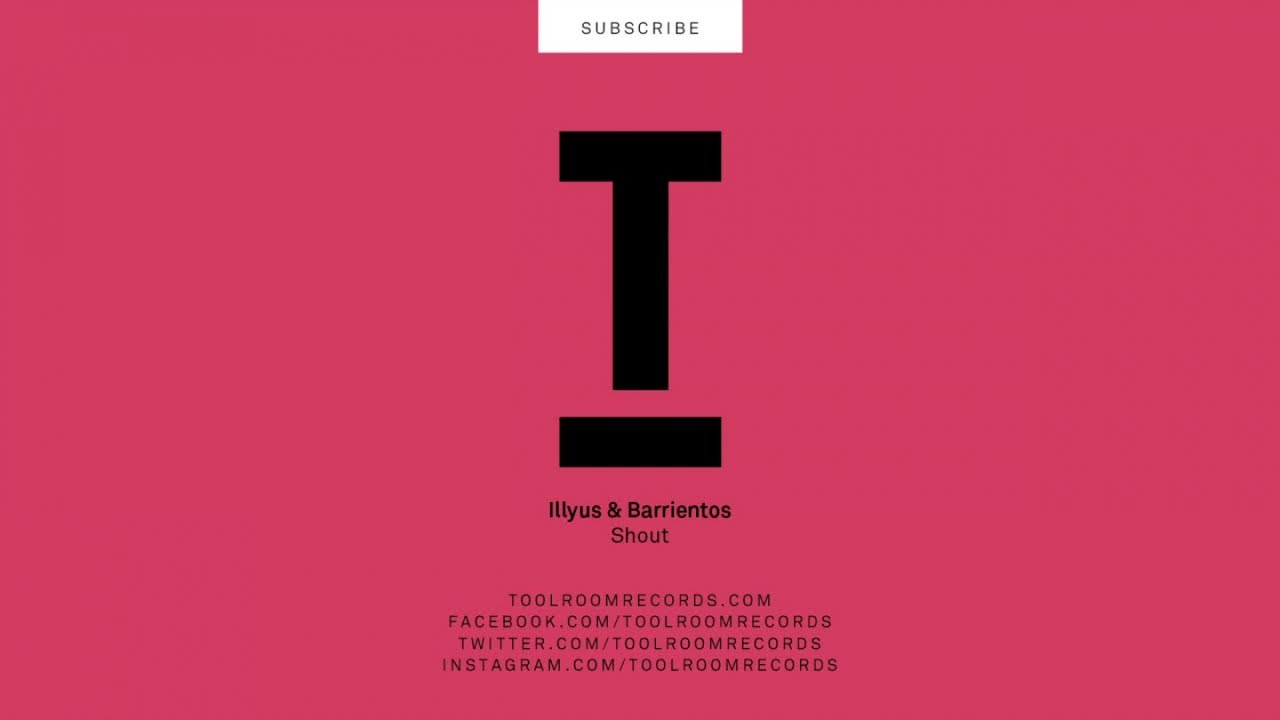 SUBSCRIBE
T
Illyus & Barrientos
Shout
TOOLROOMRECORDS.COM
FACEBOOK.COM/TOOLROOMRECORDS
TWITTER.COM/TOOLROOMRECORDS
INSTAGRAM.COM/TOOLROOMRECORDS